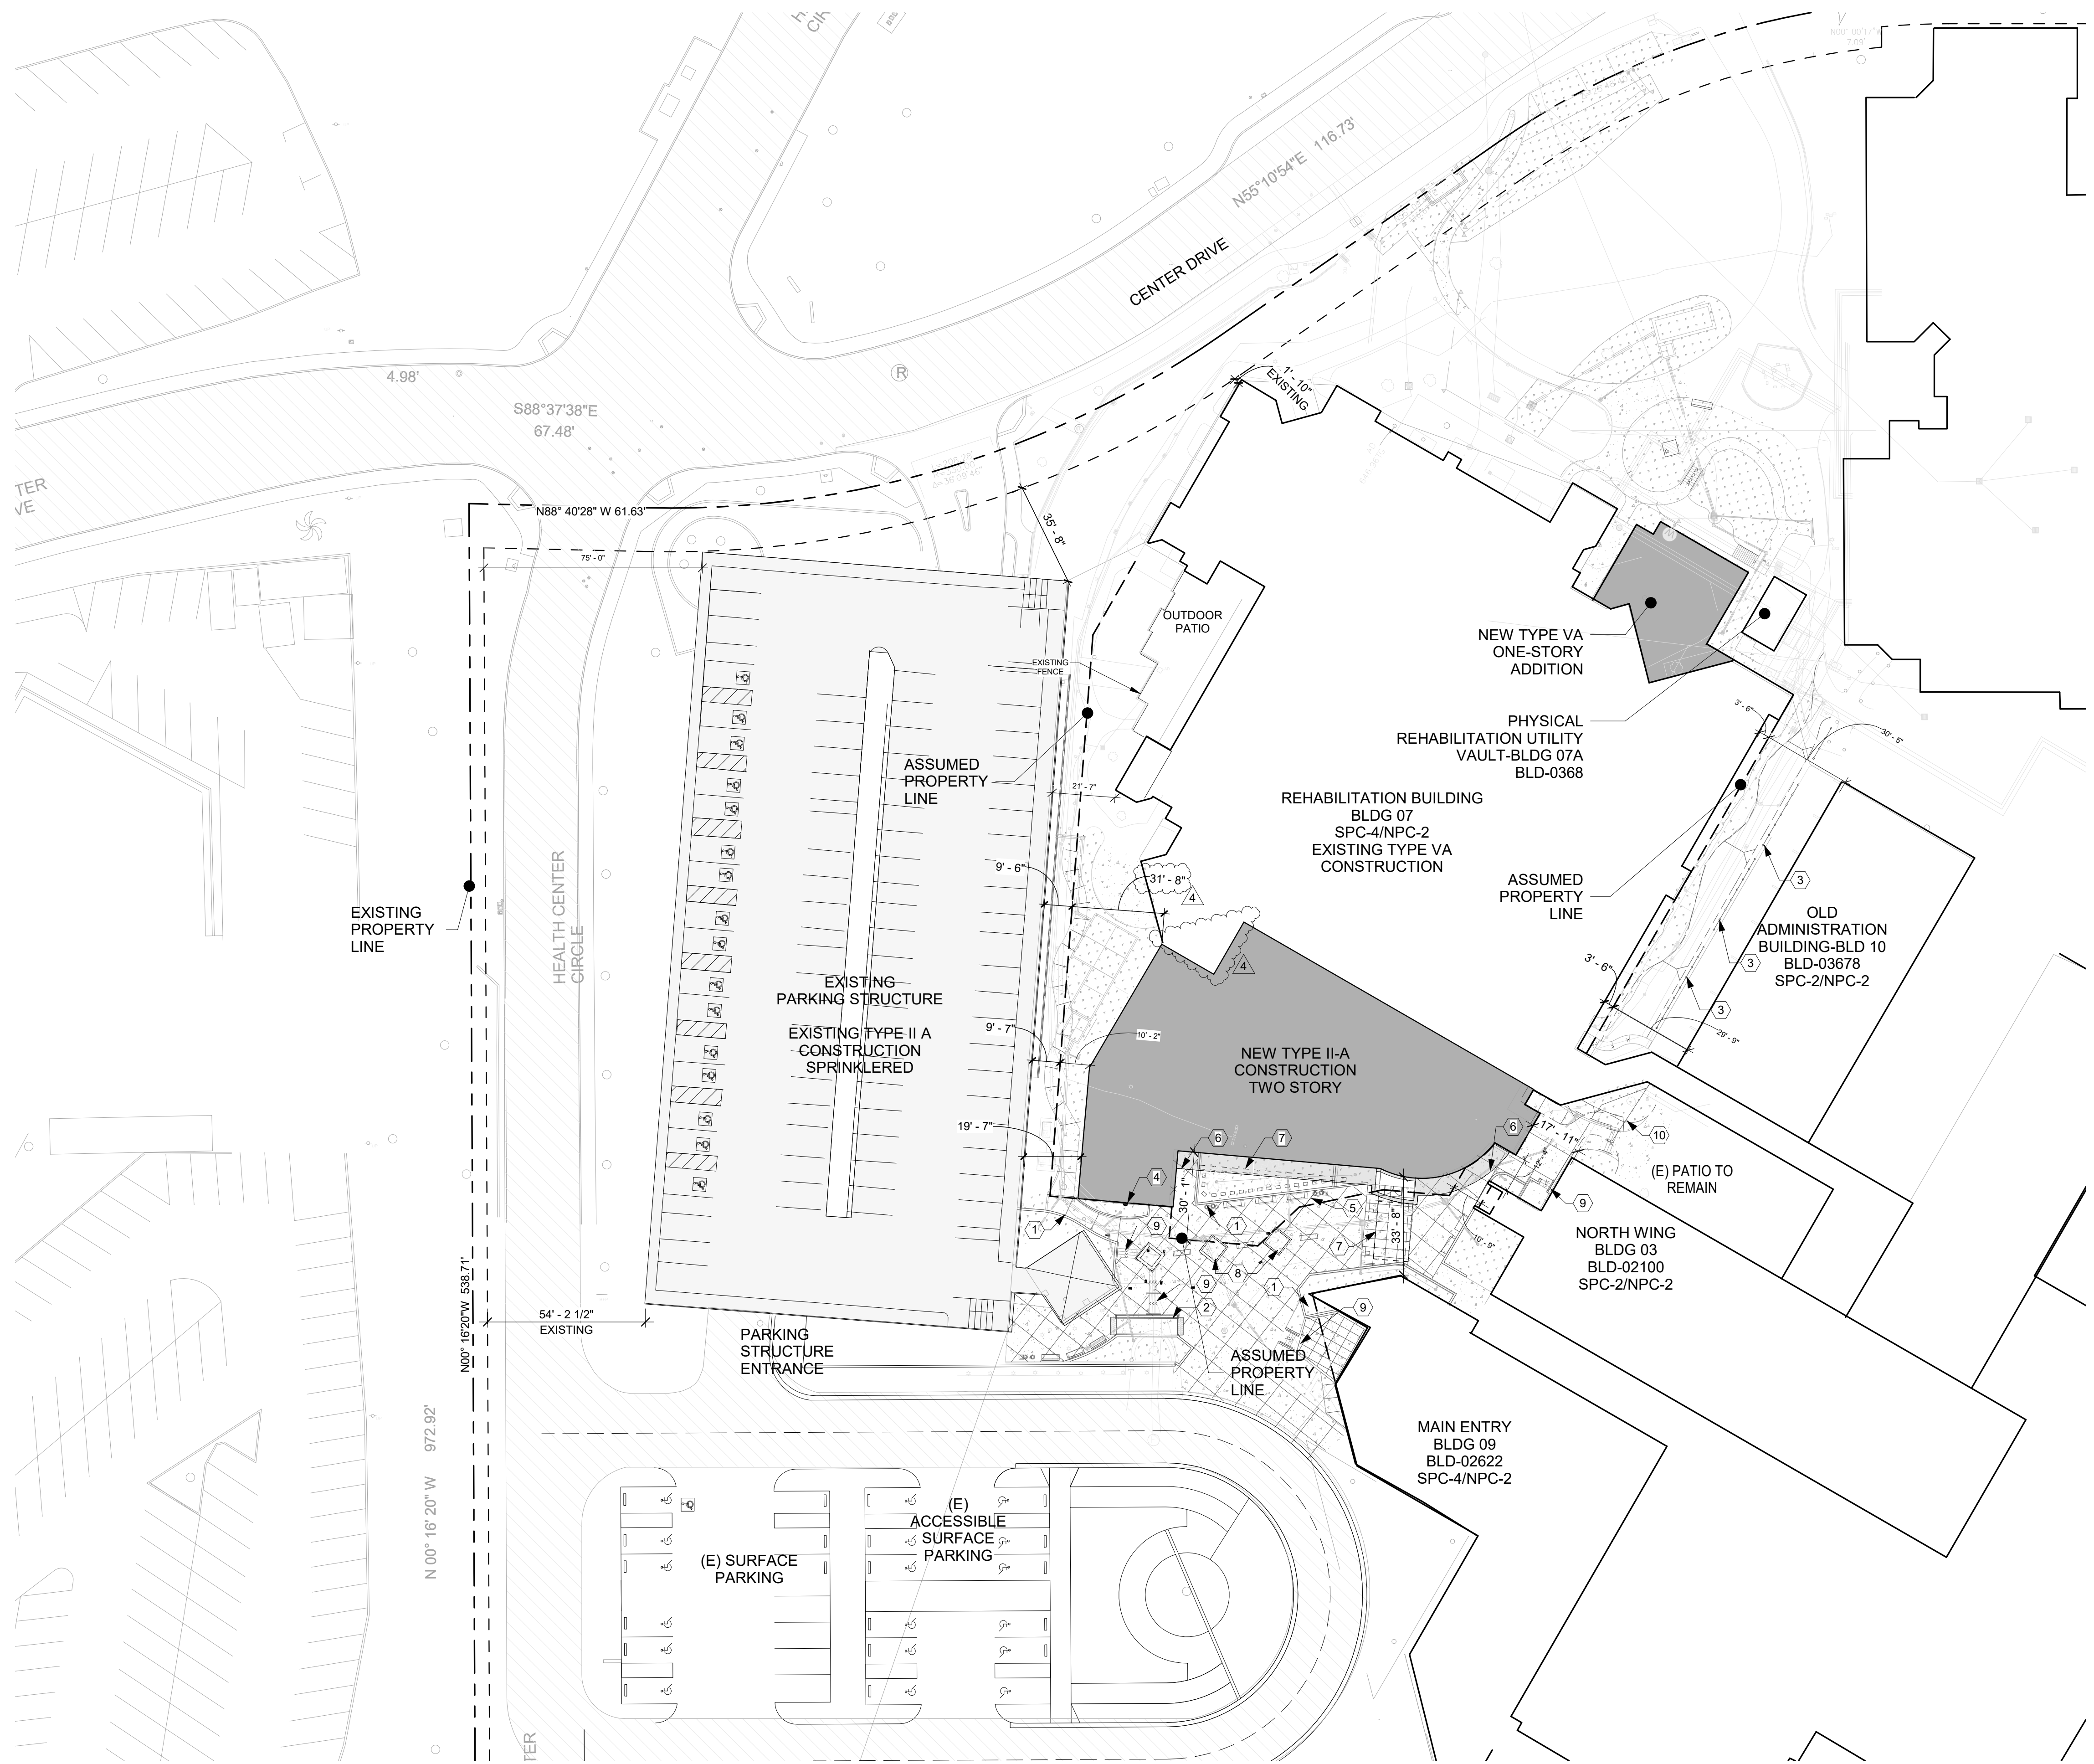 CENTER DRIVE
N55°10'54"E 116.73'
4.98'
S88°37'38"E
67.48'
R
N88° 40'28" W 61.63'
75' - 0"
35' - 8"
1' - 10"
EXISTING
OUTDOOR
PATIO
EXISTING
FENCE
NEW TYPE VA
ONE-STORY
ADDITION
PHYSICAL
REHABILITATION UTILITY
VAULT-BLDG 07A
BLD-0368
3' - 6"
30' - 5"
ASSUMED
PROPERTY
LINE
21' - 7"
REHABILITATION BUILDING
BLDG 07
SPC-4/NPC-2
EXISTING TYPE VA
CONSTRUCTION
9' - 6"
31' - 8"
4
4
ASSUMED
PROPERTY
LINE
3
3
3
OLD
ADMINISTRATION
BUILDING-BLD 10
BLD-03678
SPC-2/NPC-2
3' - 6"
29' - 9"
EXISTING
PROPERTY
LINE
HEALTH CENTER
CIRCLE
EXISTING
PARKING STRUCTURE
EXISTING TYPE II A
CONSTRUCTION
SPRINKLERED
9' - 7"
10' - 2"
NEW TYPE II-A
CONSTRUCTION
TWO STORY
19' - 7"
6
7
6
17' - 11"
12' - 4"
10
(E) PATIO TO
REMAIN
4
30' - 1"
1
9
1
5
7
33' - 8"
9
10' - 9"
NORTH WING
BLDG 03
BLD-02100
SPC-2/NPC-2
8
9
1
2
9
N00° 16'20"W 538.71'
54' - 2 1/2"
EXISTING
PARKING
STRUCTURE
ENTRANCE
ASSUMED
PROPERTY
LINE
MAIN ENTRY
BLDG 09
BLD-02622
SPC-4/NPC-2
N 00° 16' 20" W 972.92'
(E)
ACCESSIBLE
SURFACE
PARKING
(E) SURFACE
PARKING